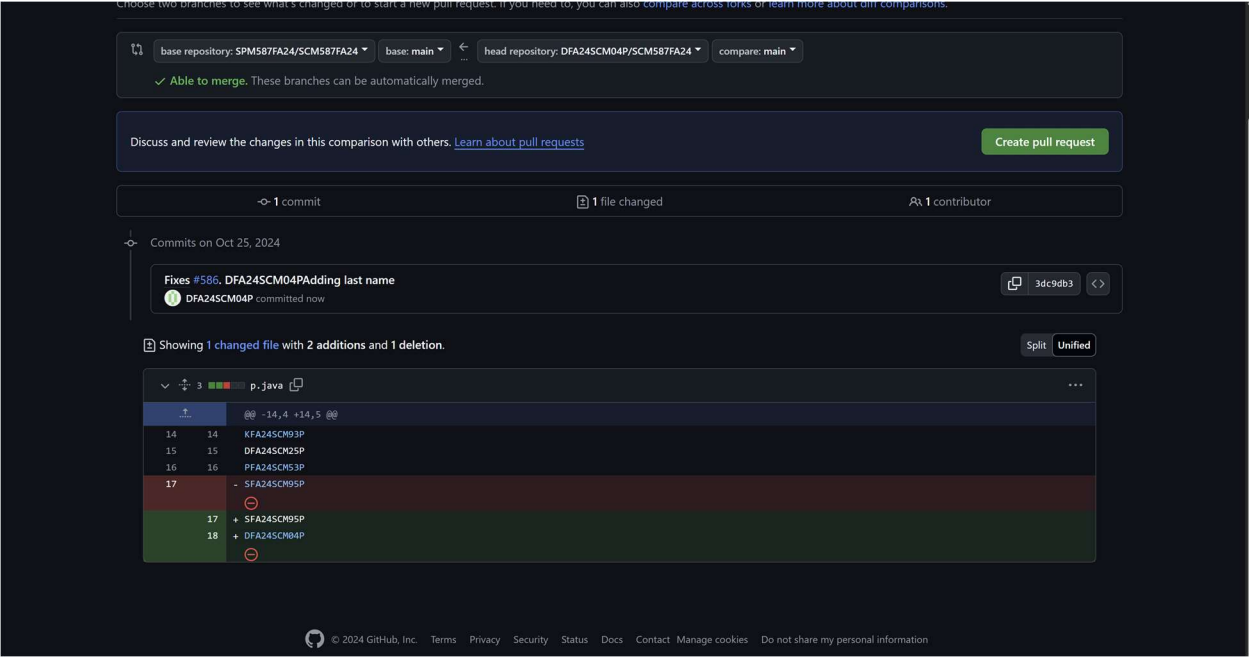 Choose two branches to see what's changed or to start a new pull request. If you need to, you can also compare across forks or learn more about diff comparisons.
base repository: SPM587FA24/SCM587FA24 base: main ← ... head repository: DFA24SCM04P/SCM587FA24 compare: main
✓ Able to merge. These branches can be automatically merged.
Discuss and review the changes in this comparison with others. Learn about pull requests Create pull request
1 commit 1 file changed 1 contributor
Commits on Oct 25, 2024
Fixes #586. DFA24SCM04PAdding last name
DFA24SCM04P committed now
3dc9db3 <>
Showing 1 changed file with 2 additions and 1 deletion. Split Unified
3 p.java ...
@@ -14,4 +14,5 @@
14 14 KFA24SCM93P
15 15 DFA24SCM25P
16 16 PFA24SCM53P
17 - SFA24SCM95P
17 + SFA24SCM95P
18 + DFA24SCM04P
© 2024 GitHub, Inc. Terms Privacy Security Status Docs Contact Manage cookies Do not share my personal information